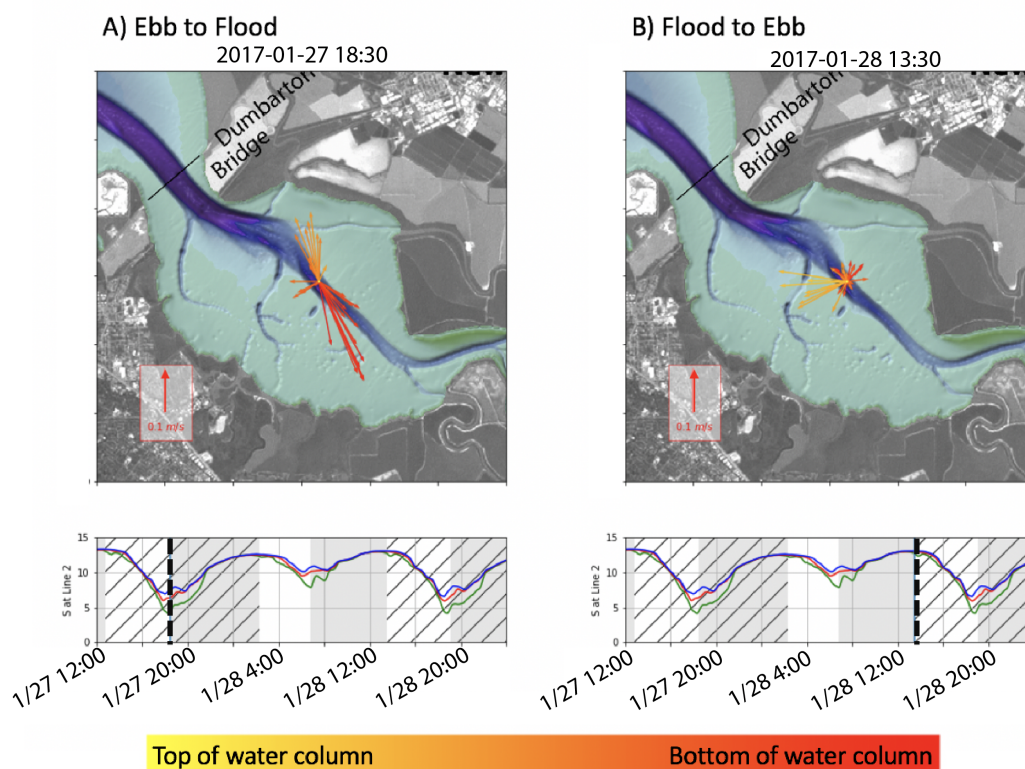 A) Ebb to Flood
2017-01-27 18:30
Dumbarton
Bridge
0.1 m/s
B) Flood to Ebb
2017-01-28 13:30
Dumbarton
Bridge
0.1 m/s
S at Line 2
15
10
5
0
1/27 12:00
1/27 20:00
1/28 4:00
1/28 12:00
1/28 20:00
S at Line 2
15
10
5
0
1/27 12:00
1/27 20:00
1/28 4:00
1/28 12:00
1/28 20:00
Top of water column
Bottom of water column